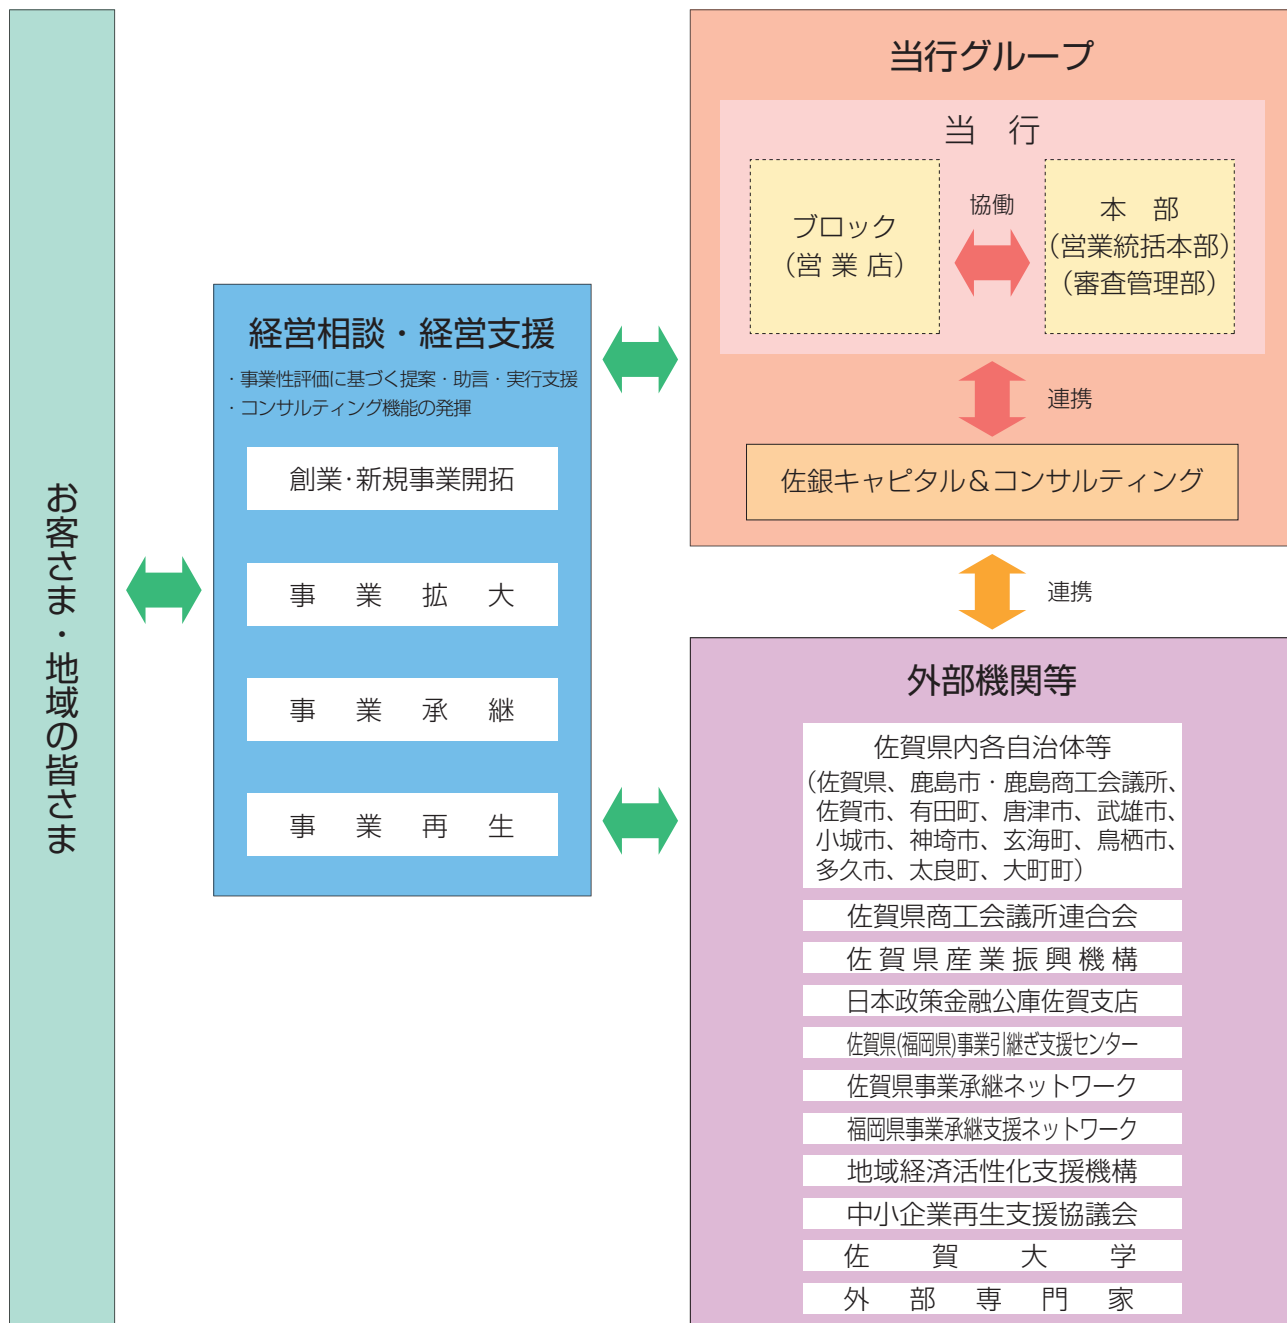 お客さま・地域の皆さま
経営相談・経営支援
・事業性評価に基づく提案・助言・実行支援
・コンサルティング機能の発揮
創業・新規事業開拓
事業拡大
事業承継
事業再生
当行グループ
当 行
ブロック
(営業店)
協働
本 部
(営業統括本部)
(審査管理部)
連携
佐銀キャピタル&コンサルティング
連携
外部機関等
佐賀県内各自治体等
(佐賀県、鹿島市・鹿島商工会議所、
佐賀市、有田町、唐津市、武雄市、
小城市、神埼市、玄海町、鳥栖市、
多久市、太良町、大町町)
佐賀県商工会議所連合会
佐賀県産業振興機構
日本政策金融公庫佐賀支店
佐賀県(福岡県)事業引継ぎ支援センター
佐賀県事業承継ネットワーク
福岡県事業承継支援ネットワーク
地域経済活性化支援機構
中小企業再生支援協議会
佐賀大学
外部専門家